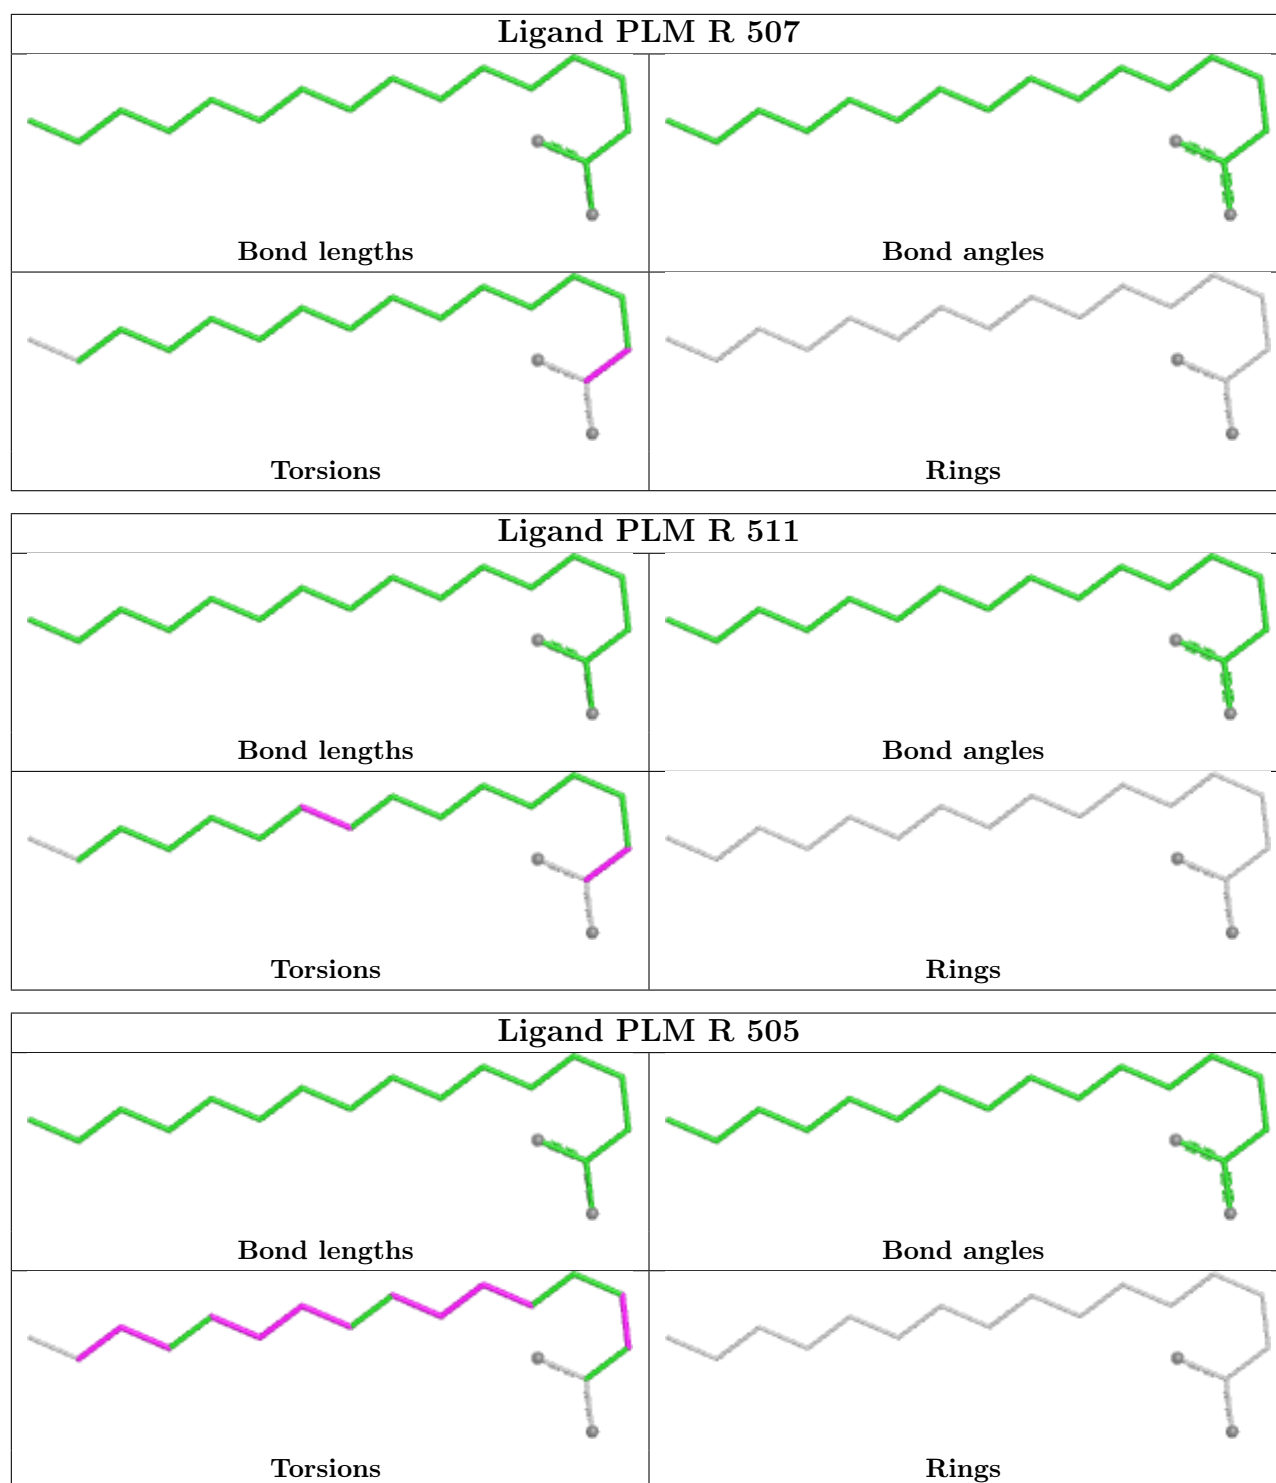 Ligand PLM R 507
Bond lengths
Bond angles
Torsions
Rings
Ligand PLM R 511
Bond lengths
Bond angles
Torsions
Rings
Ligand PLM R 505
Bond lengths
Bond angles
Torsions
Rings